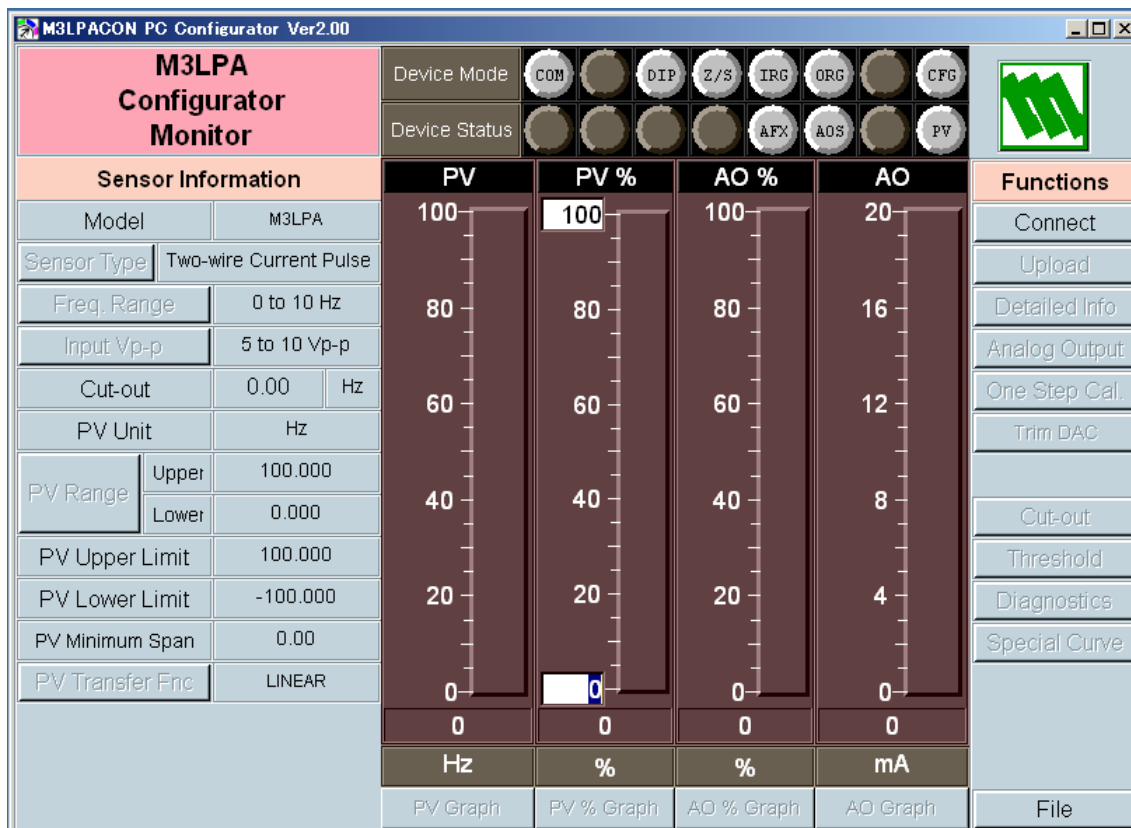 M3LPACON PC Configurator Ver2.00
M3LPA
Configurator
Monitor
Device Mode COM DIP Z/S IRG ORG CFG
Device Status AFX AOS PV
Sensor Information
Model M3LPA
Sensor Type Two-wire Current Pulse
Freq. Range 0 to 10 Hz
Input Vp-p 5 to 10 Vp-p
Cut-out 0.00 Hz
PV Unit Hz
PV Range Upper 100.000
Lower 0.000
PV Upper Limit 100.000
PV Lower Limit -100.000
PV Minimum Span 0.00
PV Transfer Fnc LINEAR
PV PV % AO % AO
100 100 100 20
80 80 80 16
60 60 60 12
40 40 40 8
20 20 20 4
0 0 0 0
0 0 0 0
Hz % % mA
PV Graph PV % Graph AO % Graph AO Graph
Functions
Connect
Upload
Detailed Info
Analog Output
One Step Cal.
Trim DAC
Cut-out
Threshold
Diagnostics
Special Curve
File